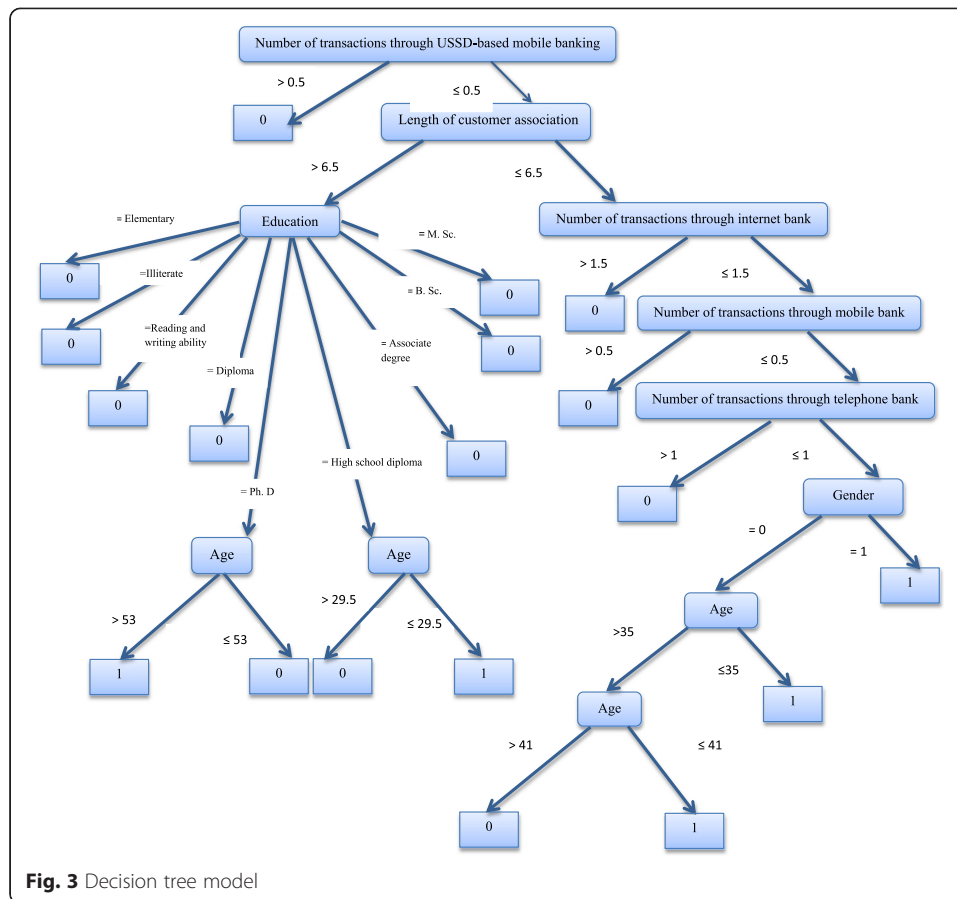 Number of transactions through USSD-based mobile banking
> 0.5
≤ 0.5
0
Length of customer association
> 6.5
≤ 6.5
= Elementary
Education
Number of transactions through internet bank
= M. Sc.
=Illiterate
0
> 1.5
≤ 1.5
= B. Sc.
0
0
Number of transactions through mobile bank
=Reading and
writing ability
0
= Associate
degree
0
> 0.5
≤ 0.5
= Diploma
0
0
Number of transactions through telephone bank
0
0
= High school diploma
> 1
≤ 1
= Ph. D
0
Gender
= 0
= 1
Age
Age
1
> 53
≤ 53
> 29.5
≤ 29.5
Age
>35
≤35
1
0
0
1
1
Age
> 41
≤ 41
0
1
Fig. 3 Decision tree model